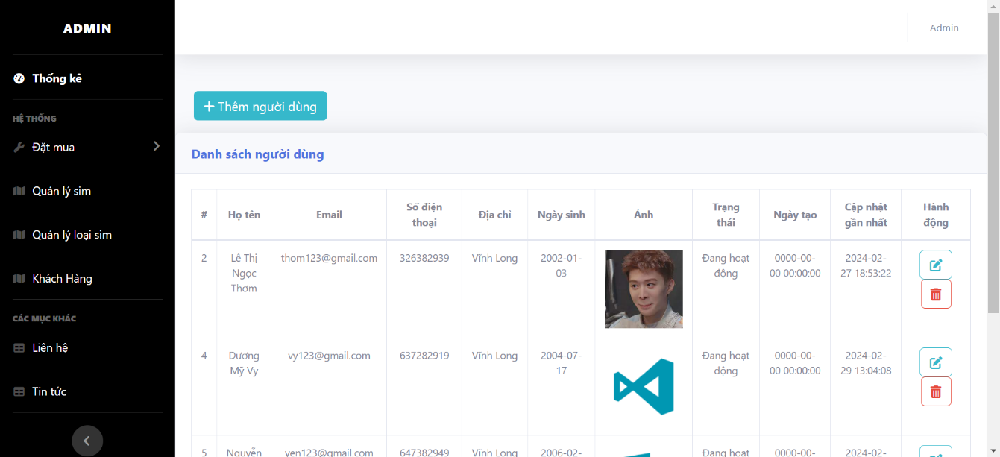 ADMIN
Admin
Thống kê
Thêm người dùng
HỆ THỐNG
Đặt mua
Danh sách người dùng
Quản lý sim
Quản lý loại sim
Khách Hàng
CÁC MỤC KHÁC
Liên hệ
Tin tức
# Họ tên Email Số điện Địa chỉ Ngày sinh Ảnh Trạng Ngày tạo Cập nhật Hành
thoại thái gần nhất động
2 Lê Thị thom123@gmail.com 326382939 Vĩnh Long 2002-01- Đang hoạt 0000-00- 2024-02-
Ngọc 03 động 00 00:00:00 27 18:53:22
Thơm
4 Dương vy123@gmail.com 637282919 Vĩnh Long 2004-07- Đang hoạt 0000-00- 2024-02-
Mỹ Vy 17 động 00 00:00:00 29 13:04:08
5 Nguyễn yen123@gmail.com 647382949 Vĩnh Long 2006-02- Đang hoạt 0000-00- 2024-02-